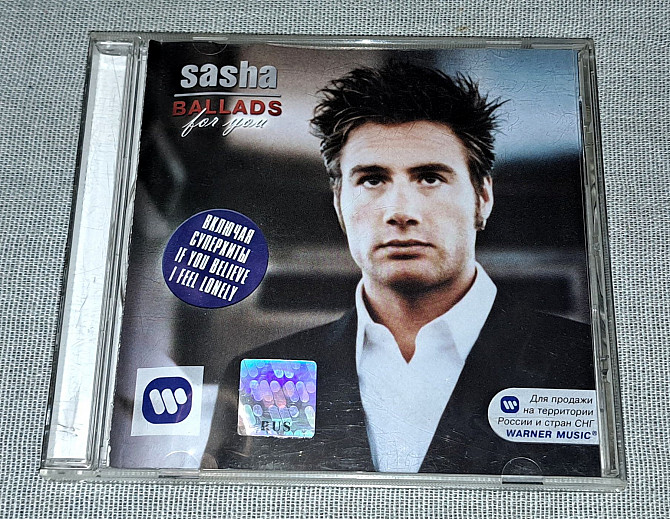 sasha
BALLADS
for you
ВКЛЮЧАЯ
СУПЕРХИТЫ
IF YOU BELIEVE
I FEEL LONELY
RUS
Для продажи
на территории
России и стран СНГ
WARNER MUSIC®